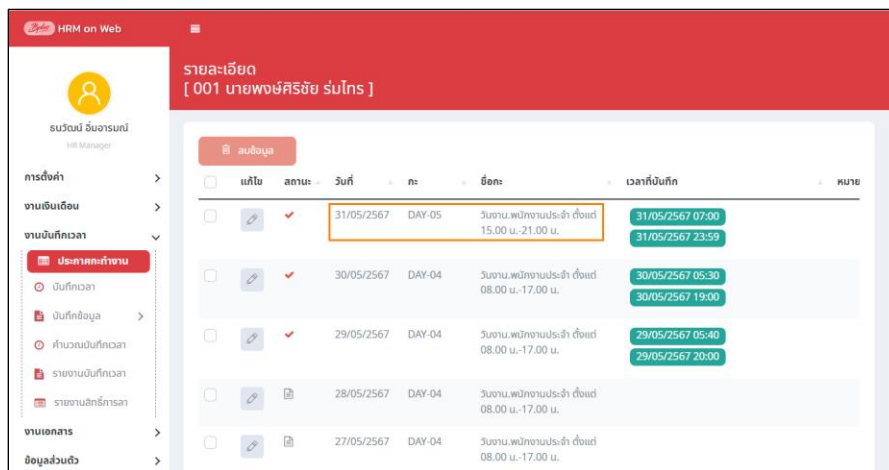 HRM on Web
รายละเอียด
[ 001 นายพงษ์ศิริชัย ร่มไทร ]
ธนวัฒน์ อิ่มอารมณ์
HR Manager
การตั้งค่า
งานเงินเดือน
งานบันทึกเวลา
ประกาศกะทำงาน
บันทึกเวลา
บันทึกข้อมูล
คำนวณบันทึกเวลา
รายงานบันทึกเวลา
รายงานสิทธิ์การลา
งานเอกสาร
ข้อมูลส่วนตัว
ลบข้อมูล
แก้ไข สถานะ วันที่ กะ ชื่อกะ เวลาที่บันทึก หมาย
31/05/2567 DAY-05 วันงาน.พนักงานประจำ ตั้งแต่ 31/05/2567 07:00
15.00 น.-21.00 น. 31/05/2567 23:59
30/05/2567 DAY-04 วันงาน.พนักงานประจำ ตั้งแต่ 30/05/2567 05:30
08.00 น.-17.00 น. 30/05/2567 19:00
29/05/2567 DAY-04 วันงาน.พนักงานประจำ ตั้งแต่ 29/05/2567 05:40
08.00 น.-17.00 น. 29/05/2567 20:00
28/05/2567 DAY-04 วันงาน.พนักงานประจำ ตั้งแต่
08.00 น.-17.00 น.
27/05/2567 DAY-04 วันงาน.พนักงานประจำ ตั้งแต่
08.00 น.-17.00 น.